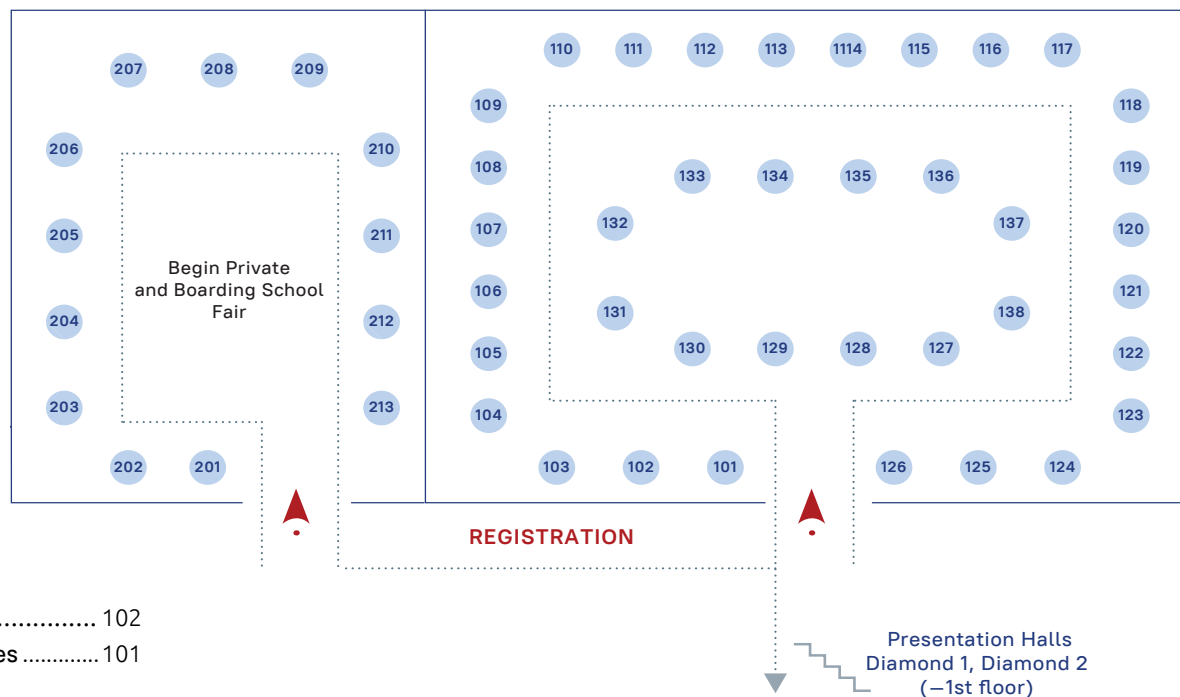 110 111 112 113 1114 115 116 117
207 208 209
109 118
206 210
108 133 134 135 136 119
132 137
107 120
205 211
Begin Private
and Boarding School
Fair
106 121
131 138
204 212
130 129 128 127
105 122
203 213
104 123
202 201 103 102 101 126 125 124
REGISTRATION
.............. 102
es ............. 101
Presentation Halls
Diamond 1, Diamond 2
(–1st floor)